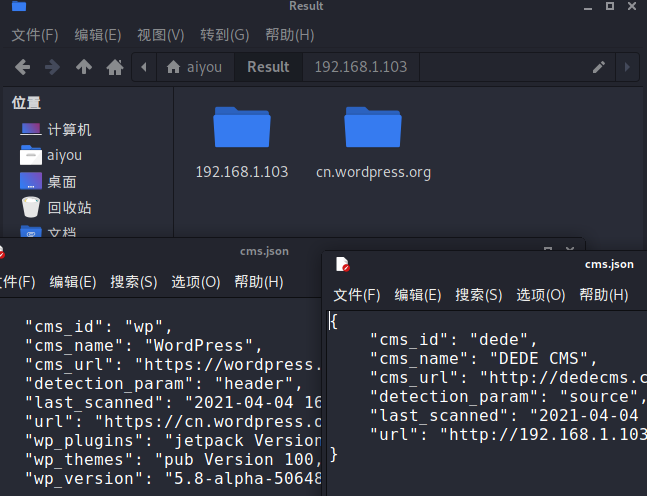 Result
文件(F) 编辑(E) 视图(V) 转到(G) 帮助(H)
aiyou Result 192.168.1.103
位置
计算机
aiyou
桌面
回收站
文档
192.168.1.103 cn.wordpress.org
cms.json
件(F) 编辑(E) 搜索(S) 选项(O) 帮助(H)
"cms_id": "wp",
"cms_name": "WordPress",
"cms_url": "https://wordpress.
"detection_param": "header",
"last_scanned": "2021-04-04 16
"url": "https://cn.wordpress.o
"wp_plugins": "jetpack Version
"wp_themes": "pub Version 100,
"wp_version": "5.8-alpha-50648
cms.json
文件(F) 编辑(E) 搜索(S) 选项(O) 帮助(H)
{
"cms_id": "dede",
"cms_name": "DEDE CMS",
"cms_url": "http://dedecms.c
"detection_param": "source",
"last_scanned": "2021-04-04
"url": "http://192.168.1.103
}